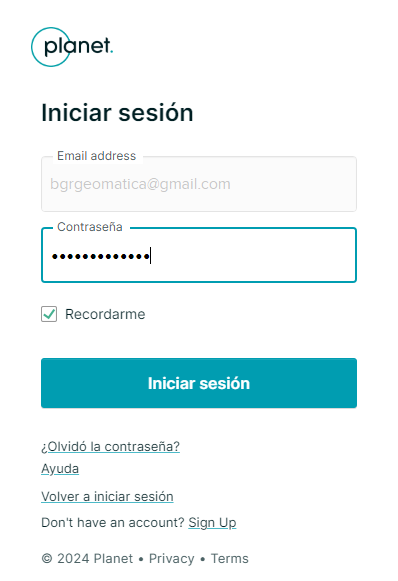 planet.
Iniciar sesión
Email address
bgrgeomatica@gmail.com
Contraseña
•••••••••••••
Recordarme
Iniciar sesión
¿Olvidó la contraseña?
Ayuda
Volver a iniciar sesión
Don't have an account? Sign Up
© 2024 Planet • Privacy • Terms